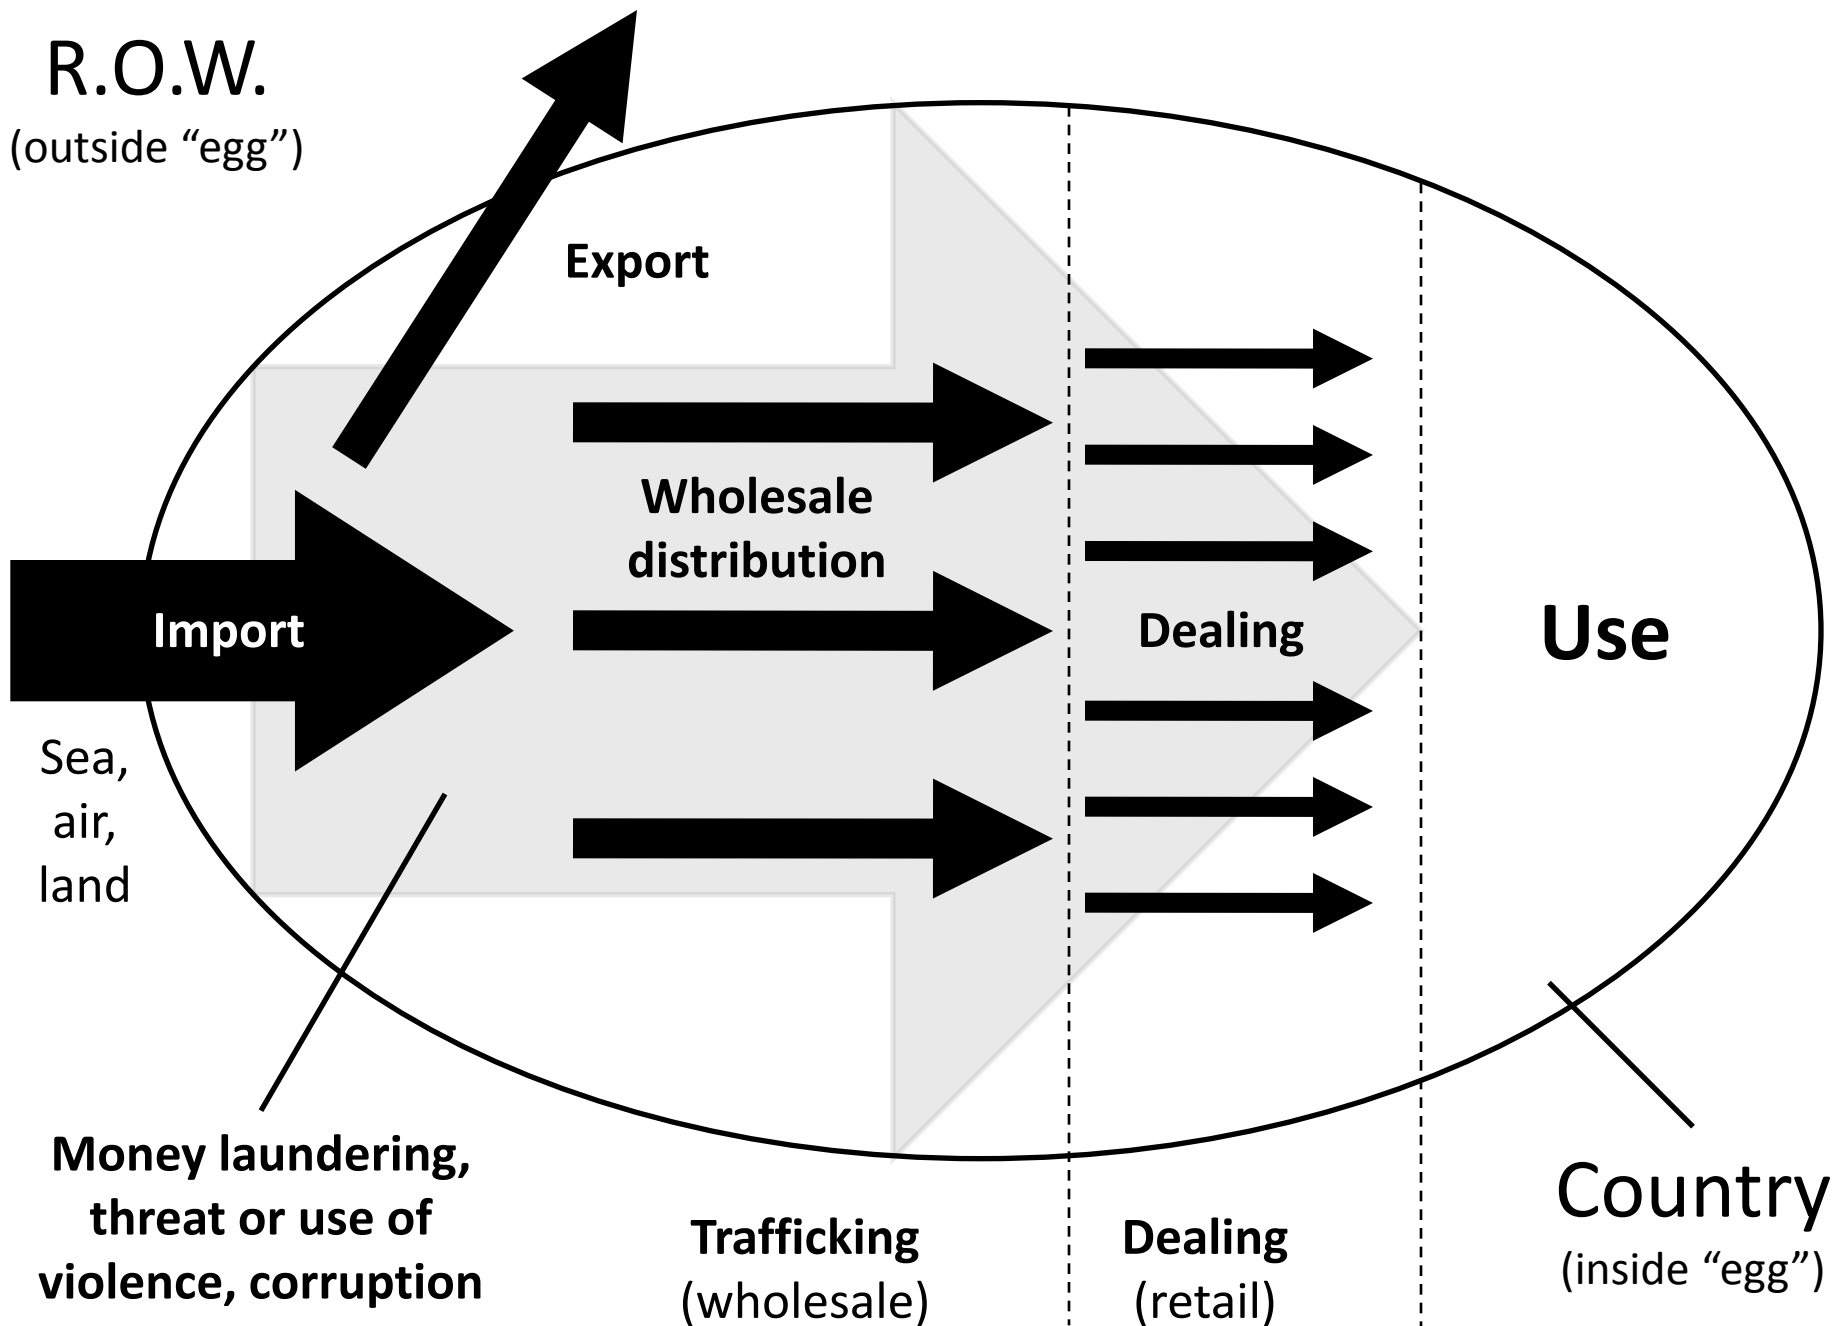 R.O.W.
(outside “egg”)
Export
Wholesale
distribution
Import
Dealing
Use
Sea,
air,
land
Money laundering,
threat or use of
violence, corruption
Trafficking
(wholesale)
Dealing
(retail)
Country
(inside “egg”)